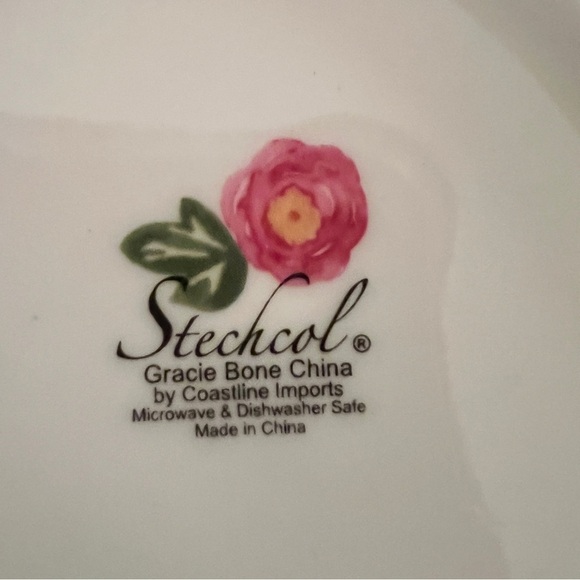 Stechcol ®
Gracie Bone China
by Coastline Imports
Microwave & Dishwasher Safe
Made in China